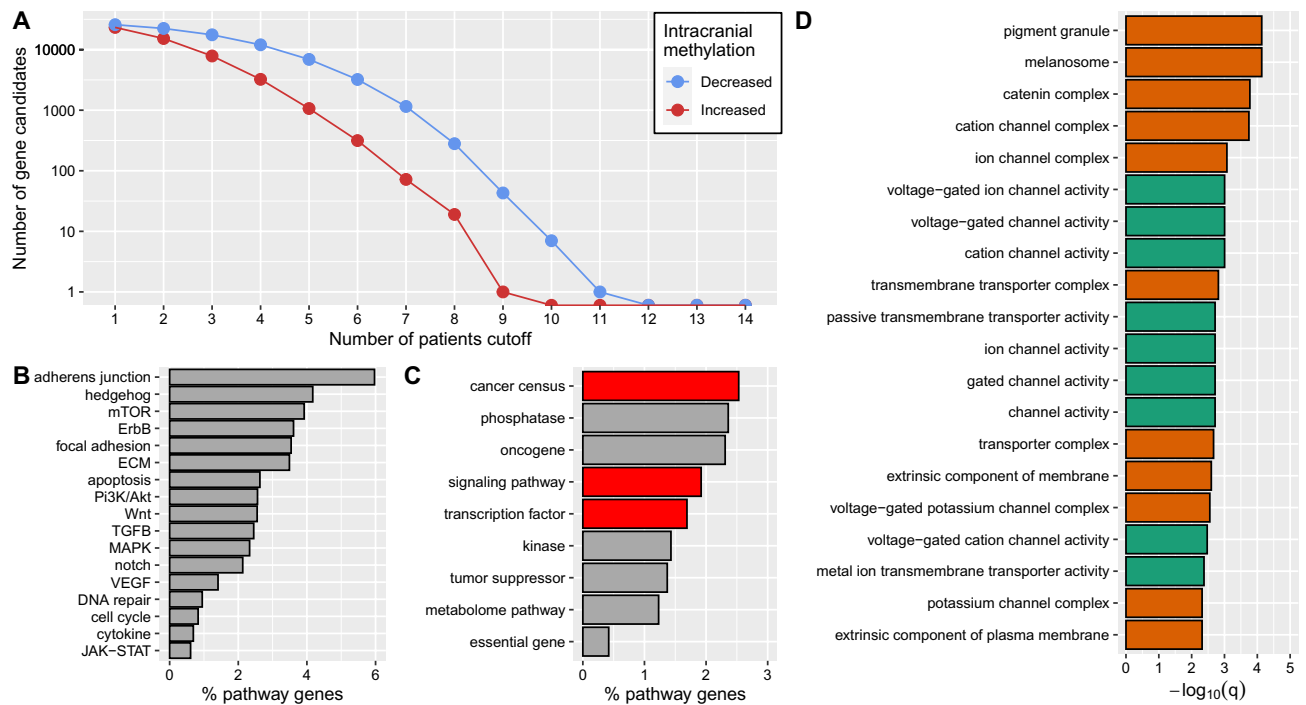 A
Number of gene candidates
10000
1000
100
10
1
1 2 3 4 5 6 7 8 9 10 11 12 13 14
Number of patients cutoff
Intracranial
methylation
Decreased
Increased
B
adherens junction
hedgehog
mTOR
ErbB
focal adhesion
ECM
apoptosis
Pi3K/Akt
Wnt
TGFB
MAPK
notch
VEGF
DNA repair
cell cycle
cytokine
JAK−STAT
0 2 4 6
% pathway genes
C
cancer census
phosphatase
oncogene
signaling pathway
transcription factor
kinase
tumor suppressor
metabolome pathway
essential gene
0 1 2 3
% pathway genes
D
pigment granule
melanosome
catenin complex
cation channel complex
ion channel complex
voltage−gated ion channel activity
voltage−gated channel activity
cation channel activity
transmembrane transporter complex
passive transmembrane transporter activity
ion channel activity
gated channel activity
channel activity
transporter complex
extrinsic component of membrane
voltage−gated potassium channel complex
voltage−gated cation channel activity
metal ion transmembrane transporter activity
potassium channel complex
extrinsic component of plasma membrane
0 1 2 3 4 5
−log₁₀(q)